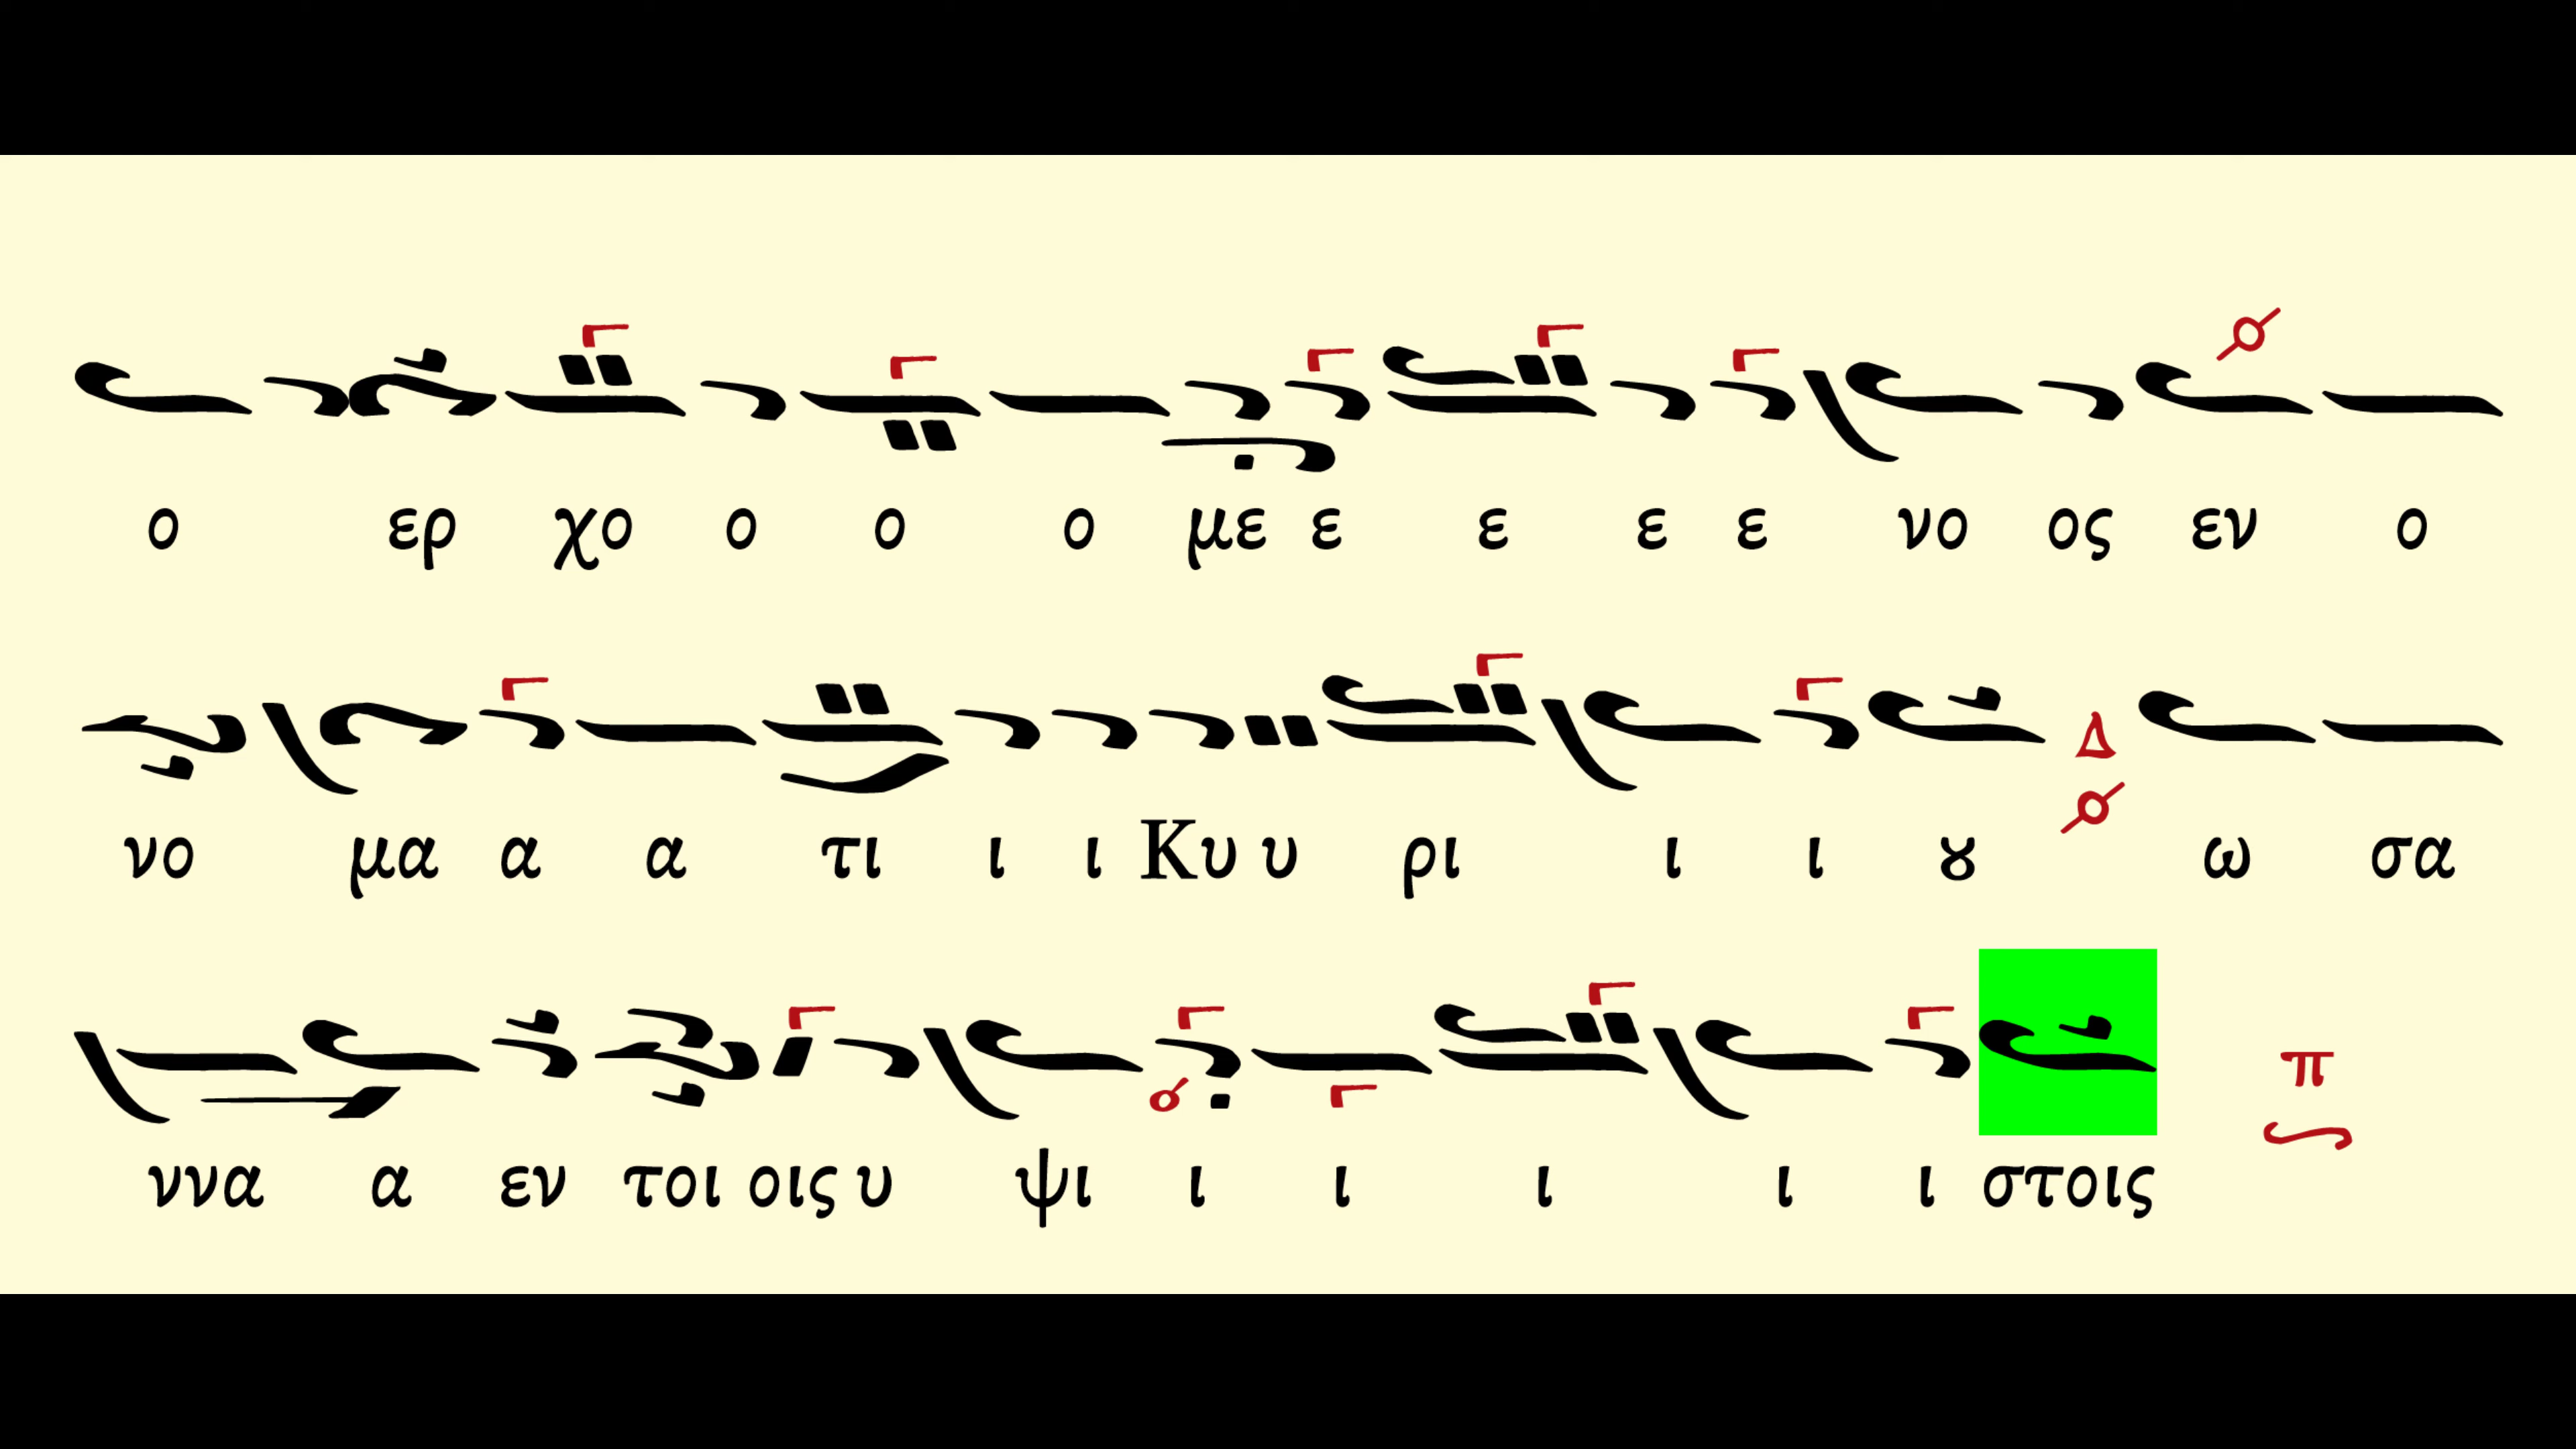 ο ερ χο ο ο ο με ε ε ε ε νο ος εν ο
νο μα α α τι ι ι Κυ υ ρι ι ι ȣ Δ ω σα
ννα α εν τοι οις υ ψι ι ι ι ι ι στοις π